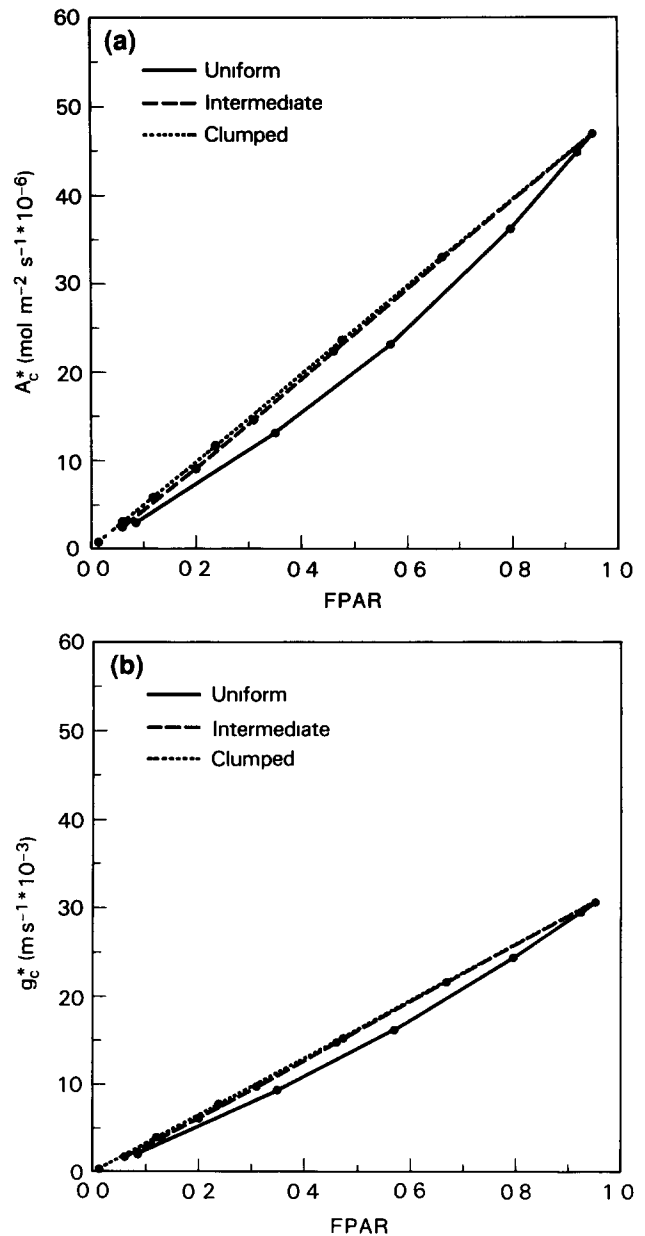 60
(a)
Uniform
50
Intermediate
Clumped
40
30
20
10
0
A*c (mol m−2 s−1*10−6)
0 0 0 2 0 4 0 6 0 8 1 0
FPAR
60
(b)
Uniform
50
Intermediate
Clumped
40
30
20
10
0
g*c (m s−1*10−3)
0 0 0 2 0 4 0 6 0 8 1 0
FPAR